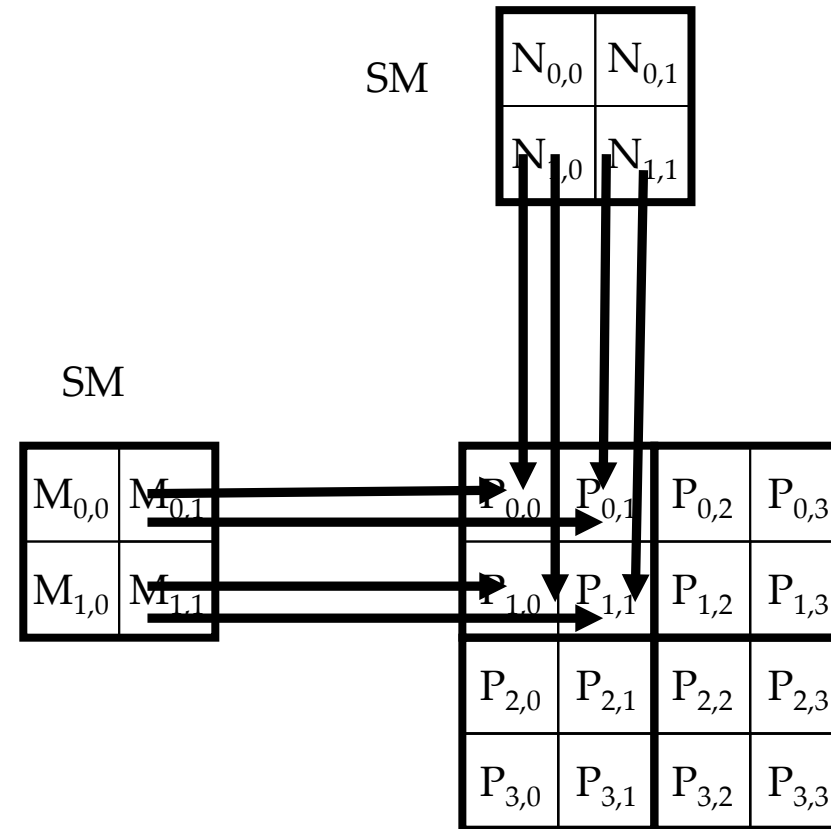 SM
N0,0 N0,1
N1,0 N1,1
SM
M0,0 M0,1 P0,0 P0,1 P0,2 P0,3
M1,0 M1,1 P1,0 P1,1 P1,2 P1,3
P2,0 P2,1 P2,2 P2,3
P3,0 P3,1 P3,2 P3,3